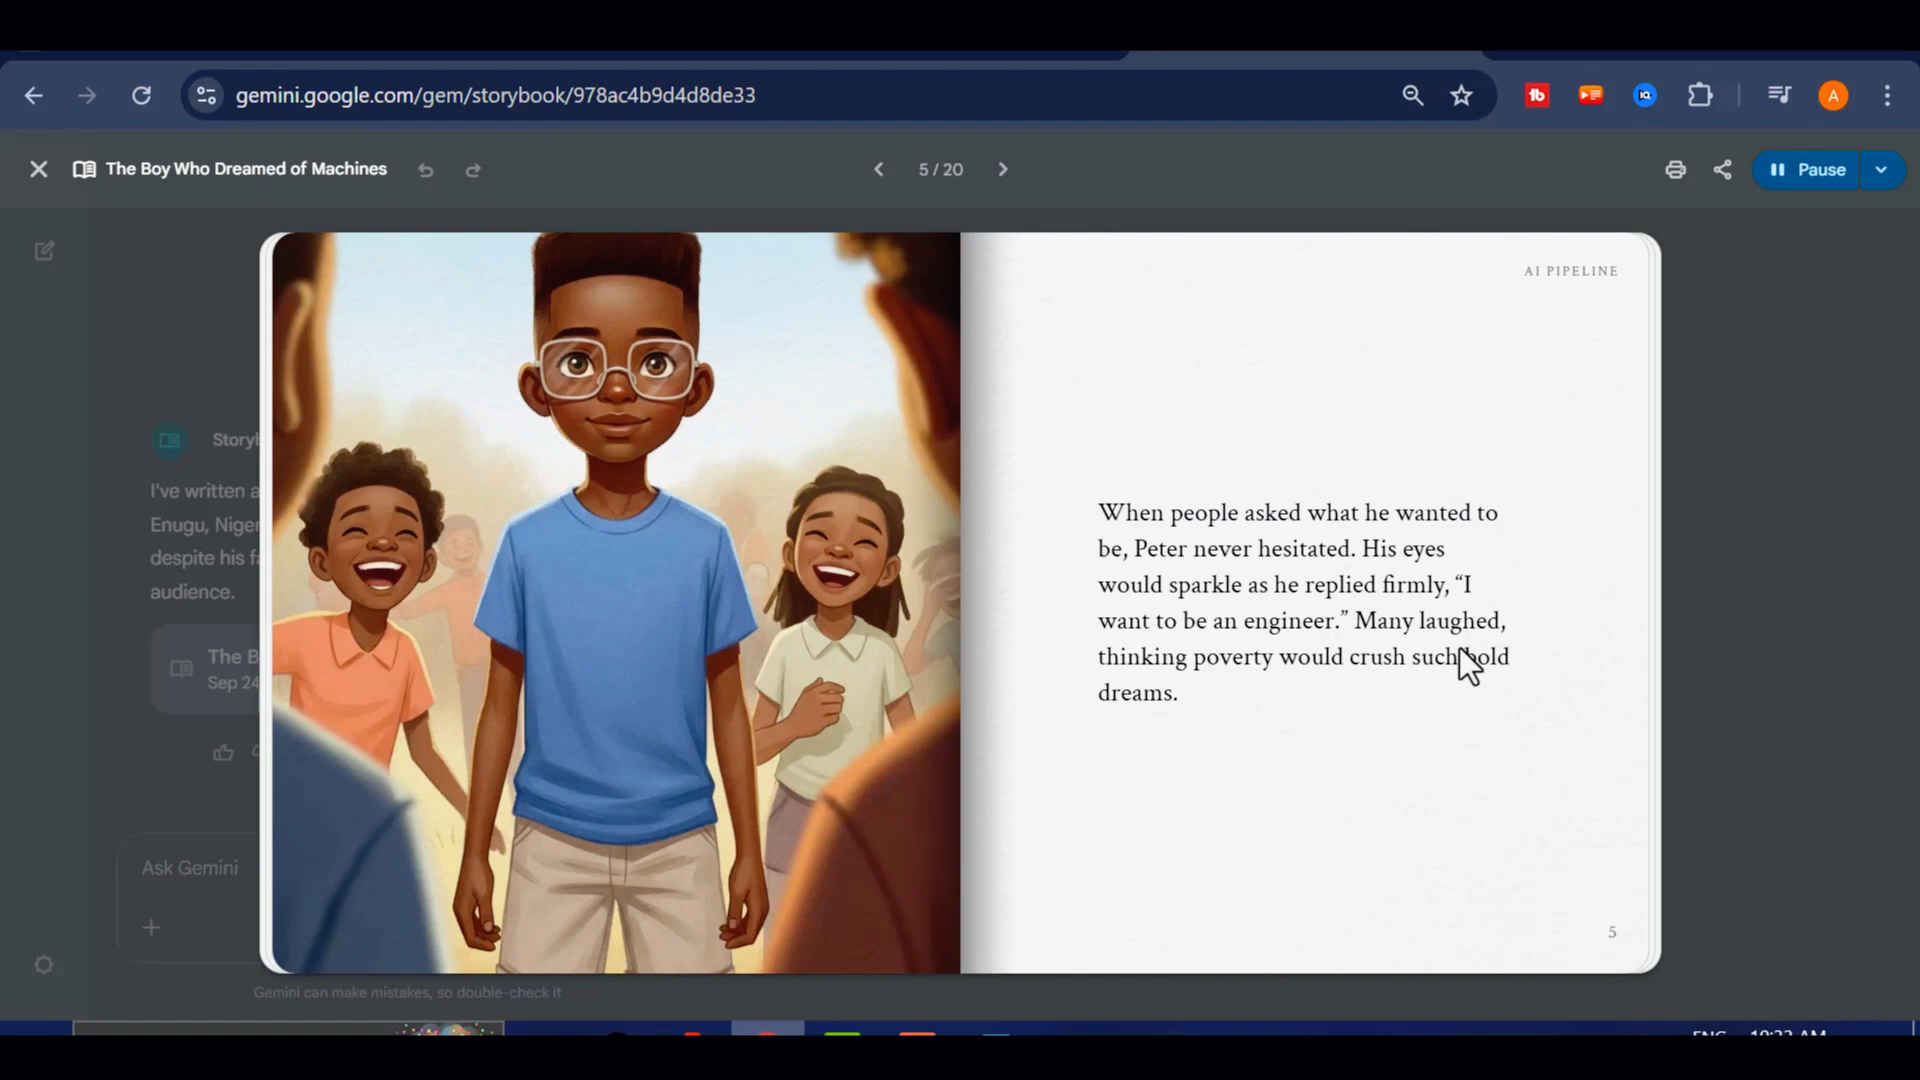 gemini.google.com/gem/storybook/978ac4b9d4d8de33
A
The Boy Who Dreamed of Machines
5 / 20
Pause
AI PIPELINE
I've written a
Enugu, Niger
despite his fa
audience.
The B
Sep 24
Ask Gemini
When people asked what he wanted to
be, Peter never hesitated. His eyes
would sparkle as he replied firmly, “I
want to be an engineer.” Many laughed,
thinking poverty would crush such bold
dreams.
5
Gemini can make mistakes, so double-check it